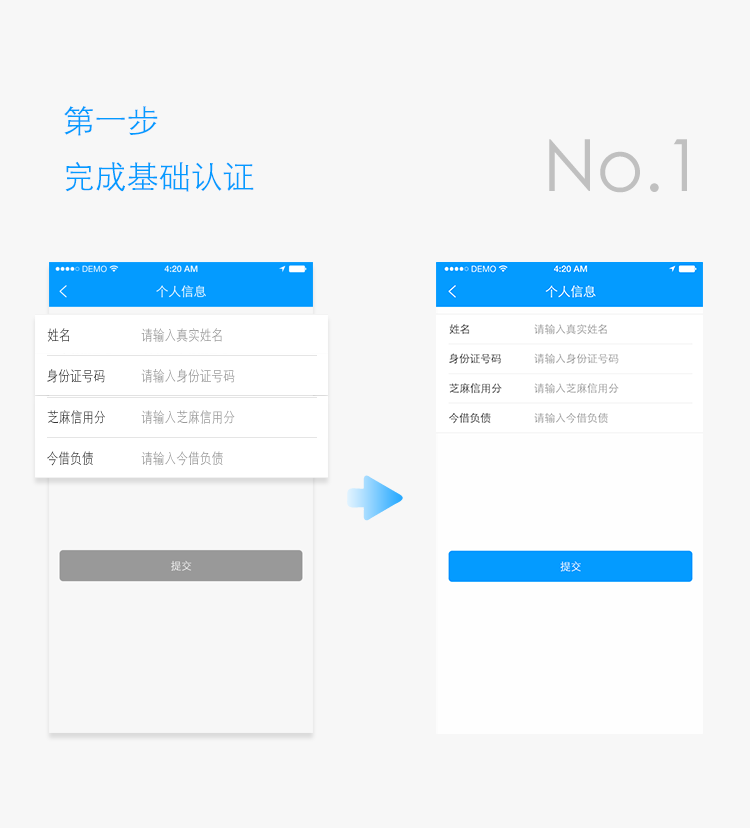 第一步
完成基础认证
No.1
DEMO 4:20 AM
个人信息
姓名 请输入真实姓名
身份证号码 请输入身份证号码
芝麻信用分 请输入芝麻信用分
今借负债 请输入今借负债
提交
DEMO 4:20 AM
个人信息
姓名 请输入真实姓名
身份证号码 请输入身份证号码
芝麻信用分 请输入芝麻信用分
今借负债 请输入今借负债
提交